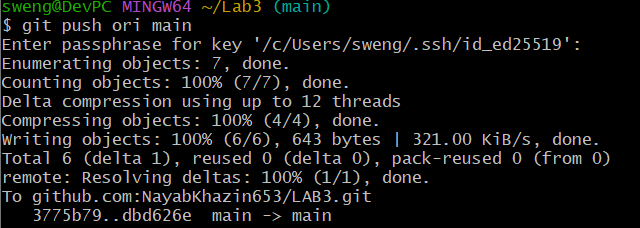 sweng@DevPC MINGW64 ~/Lab3 (main)
$ git push ori main
Enter passphrase for key '/c/Users/sweng/.ssh/id_ed25519':
Enumerating objects: 7, done.
Counting objects: 100% (7/7), done.
Delta compression using up to 12 threads
Compressing objects: 100% (4/4), done.
Writing objects: 100% (6/6), 643 bytes | 321.00 KiB/s, done.
Total 6 (delta 1), reused 0 (delta 0), pack-reused 0 (from 0)
remote: Resolving deltas: 100% (1/1), done.
To github.com:NayabKhazin653/LAB3.git
   3775b79..dbd626e  main -> main